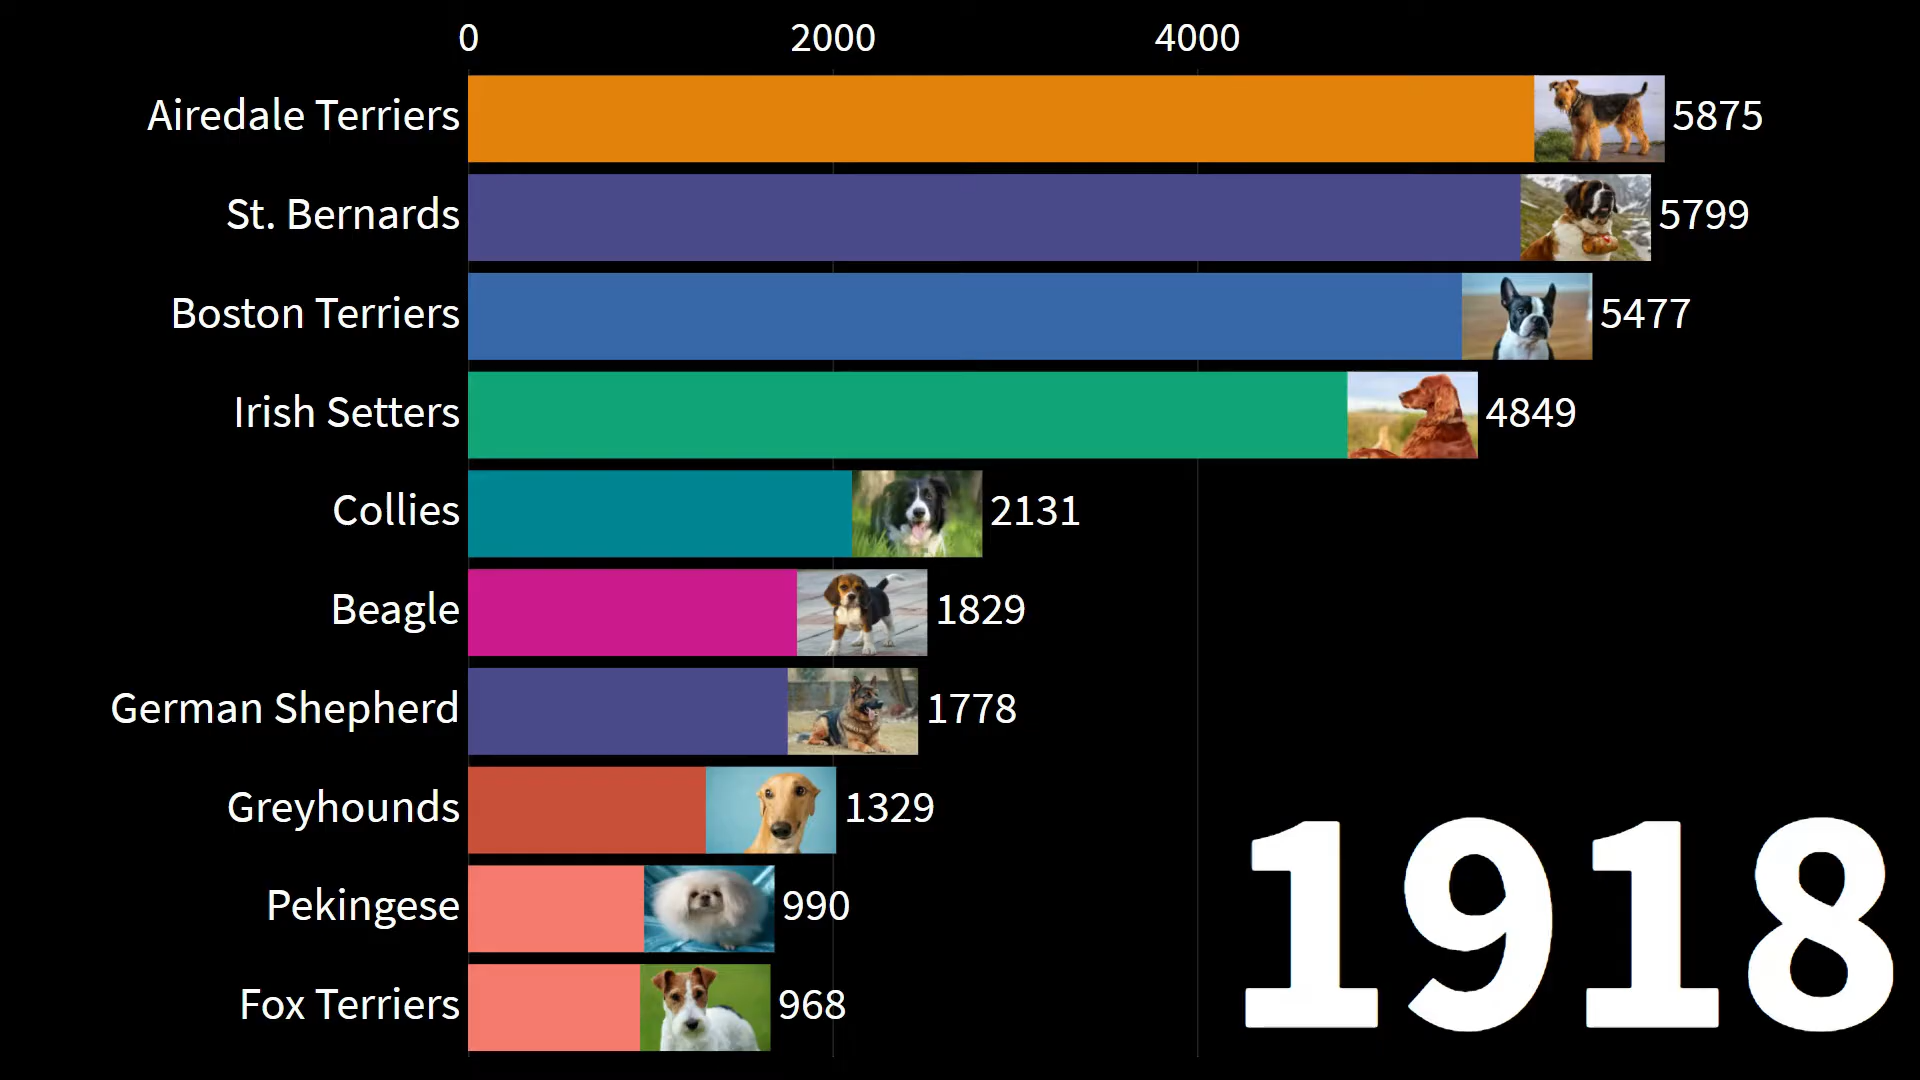 0 2000 4000
Airedale Terriers 5875
St. Bernards 5799
Boston Terriers 5477
Irish Setters 4849
Collies 2131
Beagle 1829
German Shepherd 1778
Greyhounds 1329
Pekingese 990
Fox Terriers 968
1918